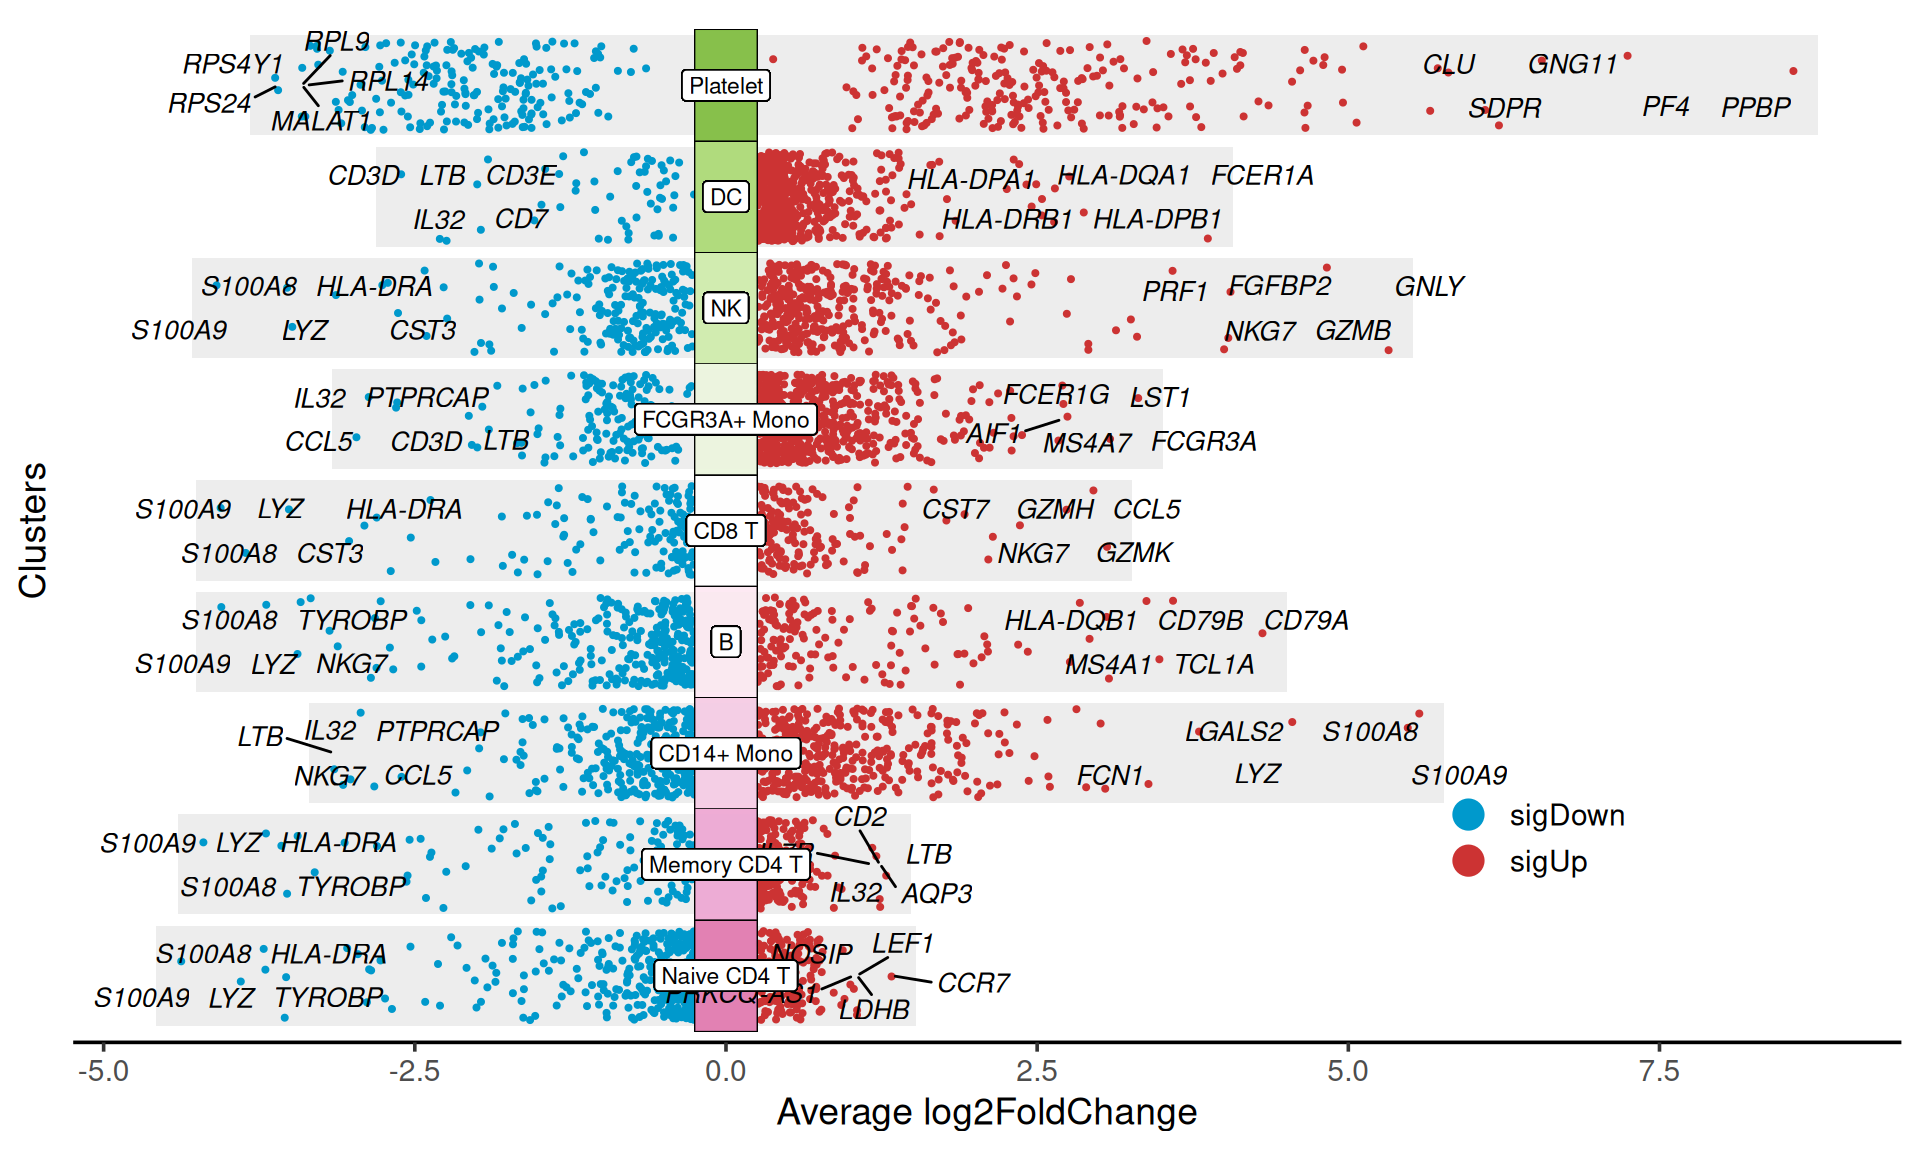 RPL9
RPS4Y1
RPL14
RPS24
MALAT1
Platelet
CLU GNG11
SDPR PF4 PPBP
CD3D LTB CD3E
IL32 CD7
DC
HLA-DPA1 HLA-DQA1 FCER1A
HLA-DRB1 HLA-DPB1
S100A8 HLA-DRA
S100A9 LYZ CST3
NK
PRF1 FGFBP2 GNLY
NKG7 GZMB
IL32 PTPRCAP
CCL5 CD3D LTB
FCGR3A+ Mono
FCER1G LST1
AIF1 MS4A7 FCGR3A
S100A9 LYZ HLA-DRA
S100A8 CST3
CD8 T
CST7 GZMH CCL5
NKG7 GZMK
S100A8 TYROBP
S100A9 LYZ NKG7
B
HLA-DQB1 CD79B CD79A
MS4A1 TCL1A
LTB IL32 PTPRCAP
NKG7 CCL5
CD14+ Mono
LGALS2 S100A8
FCN1 LYZ S100A9
S100A9 LYZ HLA-DRA
S100A8 TYROBP
Memory CD4 T
CD2
LTB
IL32 AQP3
S100A8 HLA-DRA
S100A9 LYZ TYROBP
Naive CD4 T
NOSIP LEF1
CCR7
PRKCQ-AS1 LDHB
sigDown
sigUp
Clusters
-5.0 -2.5 0.0 2.5 5.0 7.5
Average log2FoldChange